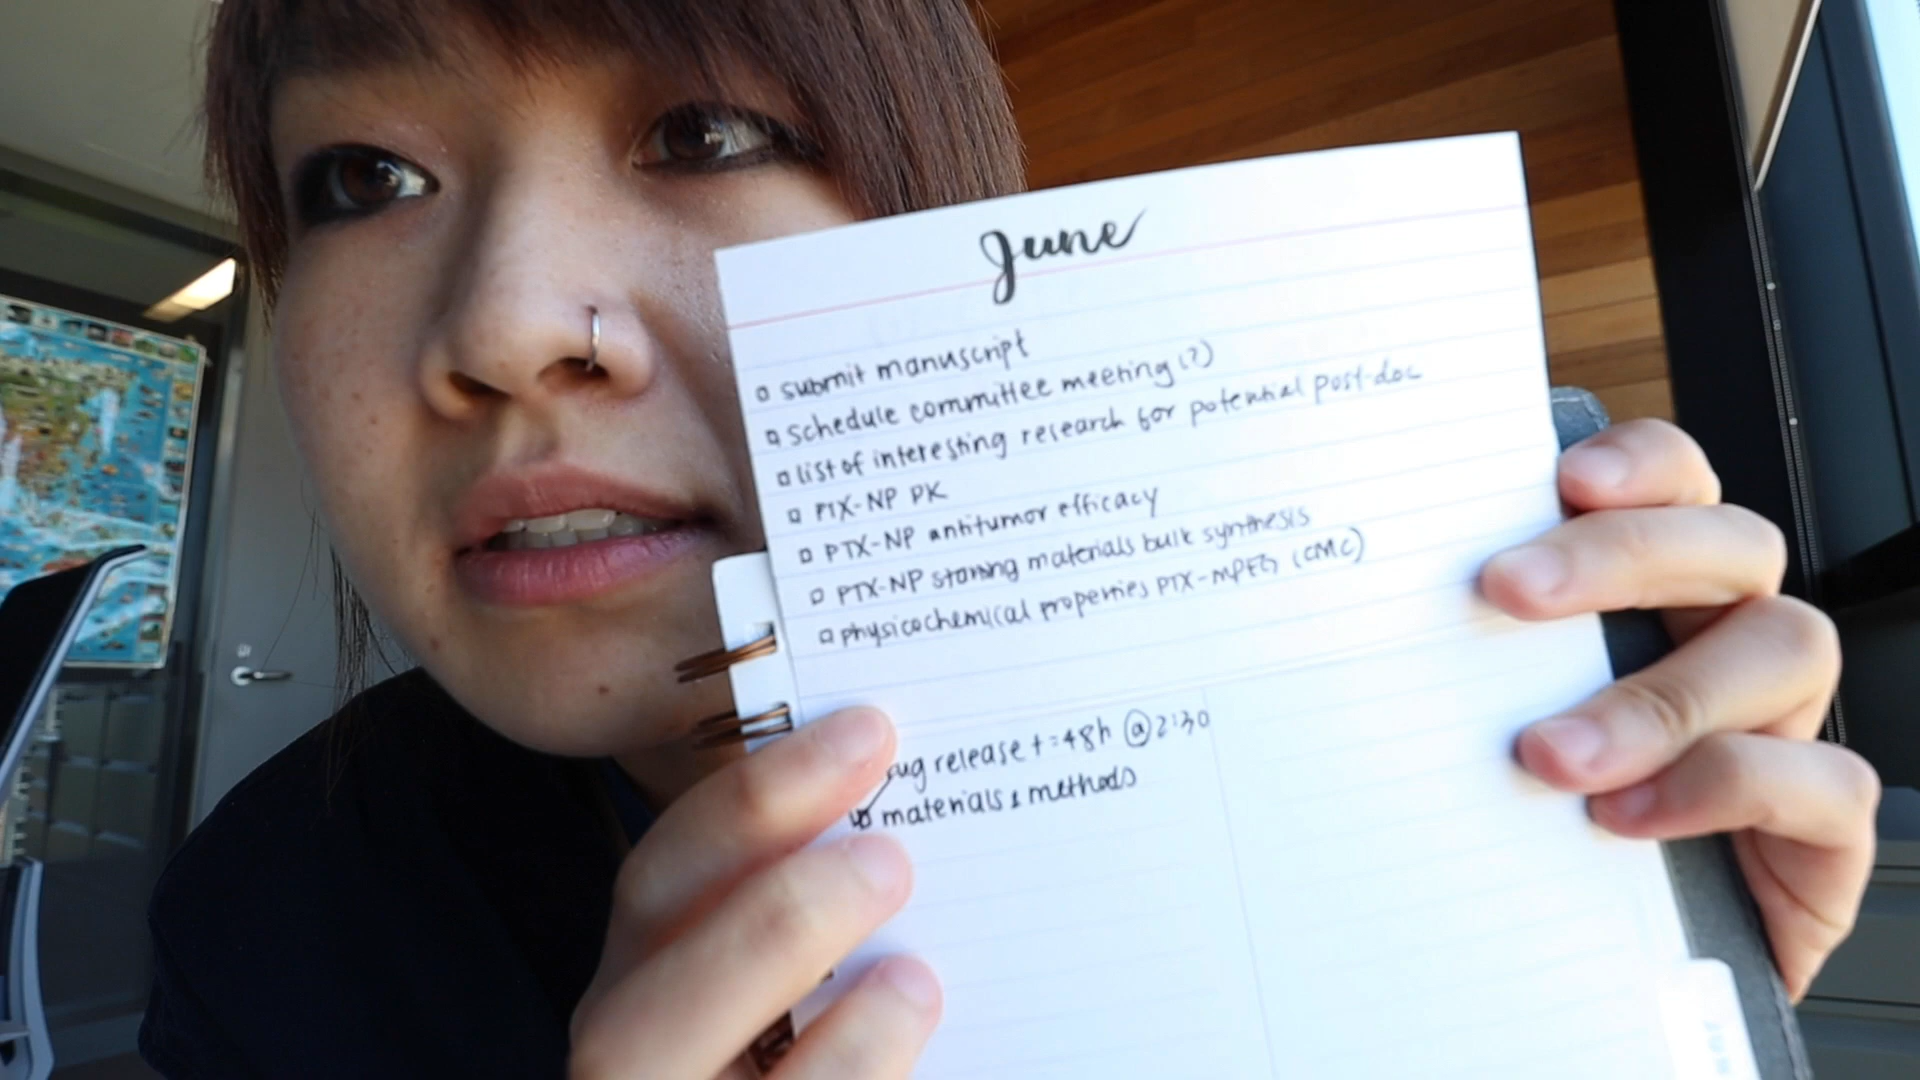 June
submit manuscript
schedule committee meeting (?)
list of interesting research for potential post-doc
PTX-NP PK
PTX-NP antitumor efficacy
PTX-NP starting materials bulk synthesis
physicochemical properties PTX-mPEG (CMC)
release t=48h @ 2:30
materials & methods